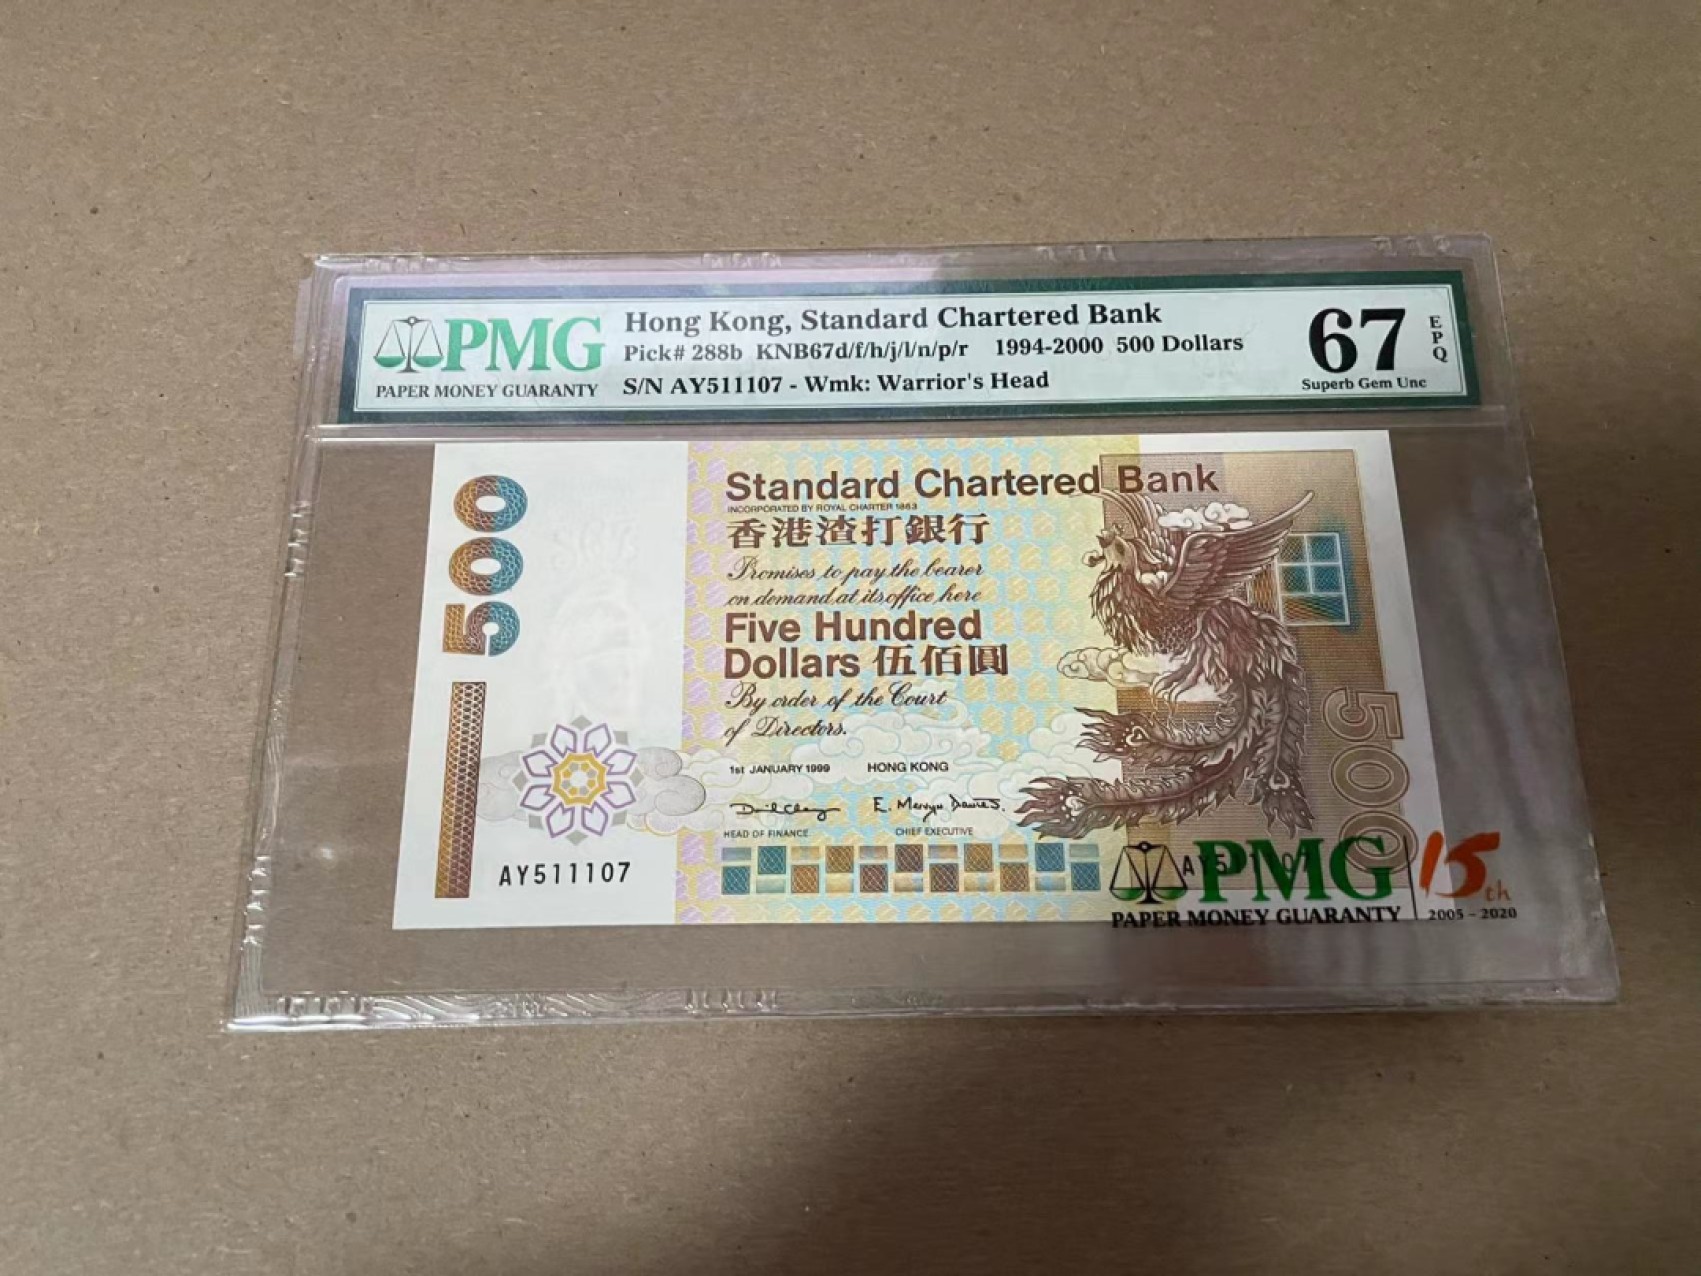 PMG
PAPER MONEY GUARANTY
Hong Kong, Standard Chartered Bank
Pick# 288b KNB67d/f/h/j/l/n/p/r 1994-2000 500 Dollars
S/N AY511107 - Wmk: Warrior's Head
67
EPQ
Superb Gem Unc
500
Standard Chartered Bank
INCORPORATED BY ROYAL CHARTER 1853
香港渣打銀行
Promises to pay the bearer
on demand at its office here
Five Hundred
Dollars 伍佰圓
By order of the Court
of Directors.
1st JANUARY 1999 HONG KONG
E. Mervyn Davies.
HEAD OF FINANCE CHIEF EXECUTIVE
AY511107
500
PMG
PAPER MONEY GUARANTY
15th
2005 - 2020